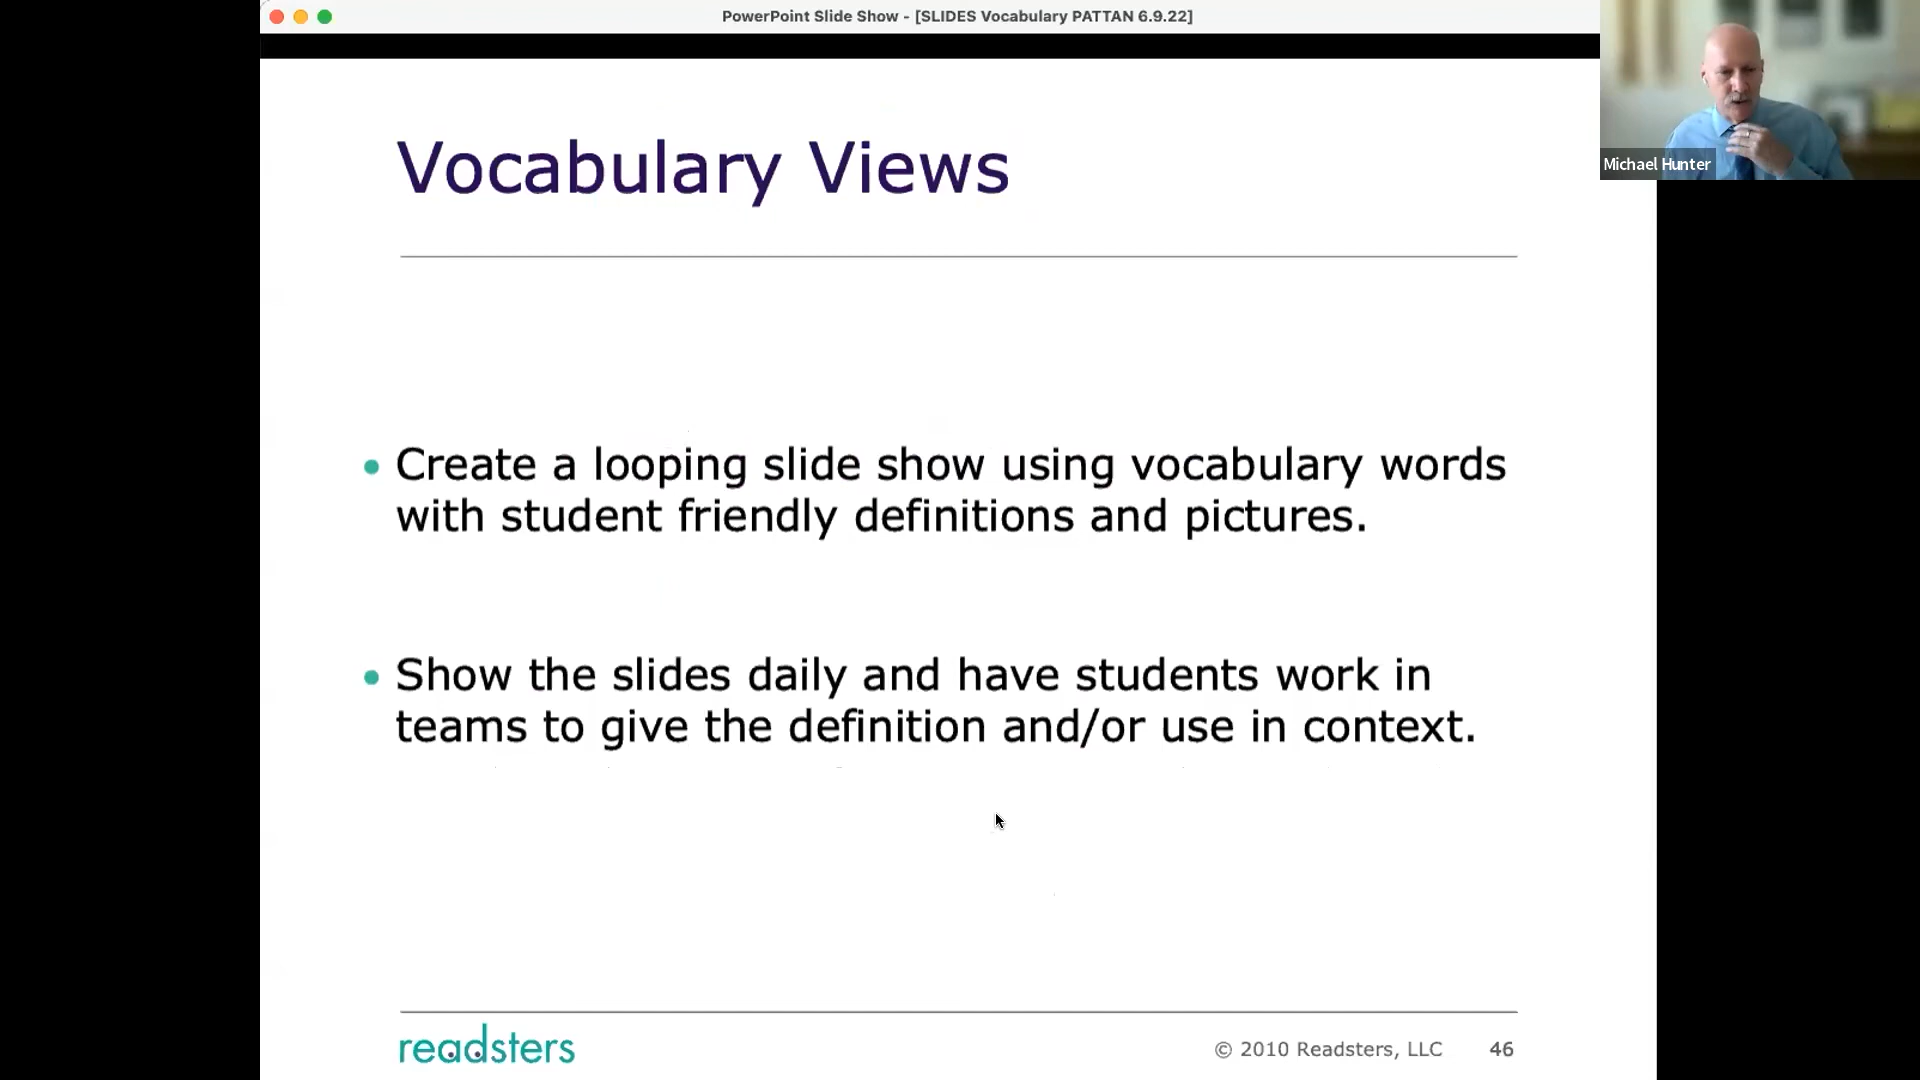 PowerPoint Slide Show - [SLIDES Vocabulary PATTAN 6.9.22]
Michael Hunter
Vocabulary Views
• Create a looping slide show using vocabulary words
with student friendly definitions and pictures.
• Show the slides daily and have students work in
teams to give the definition and/or use in context.
readsters
© 2010 Readsters, LLC 46